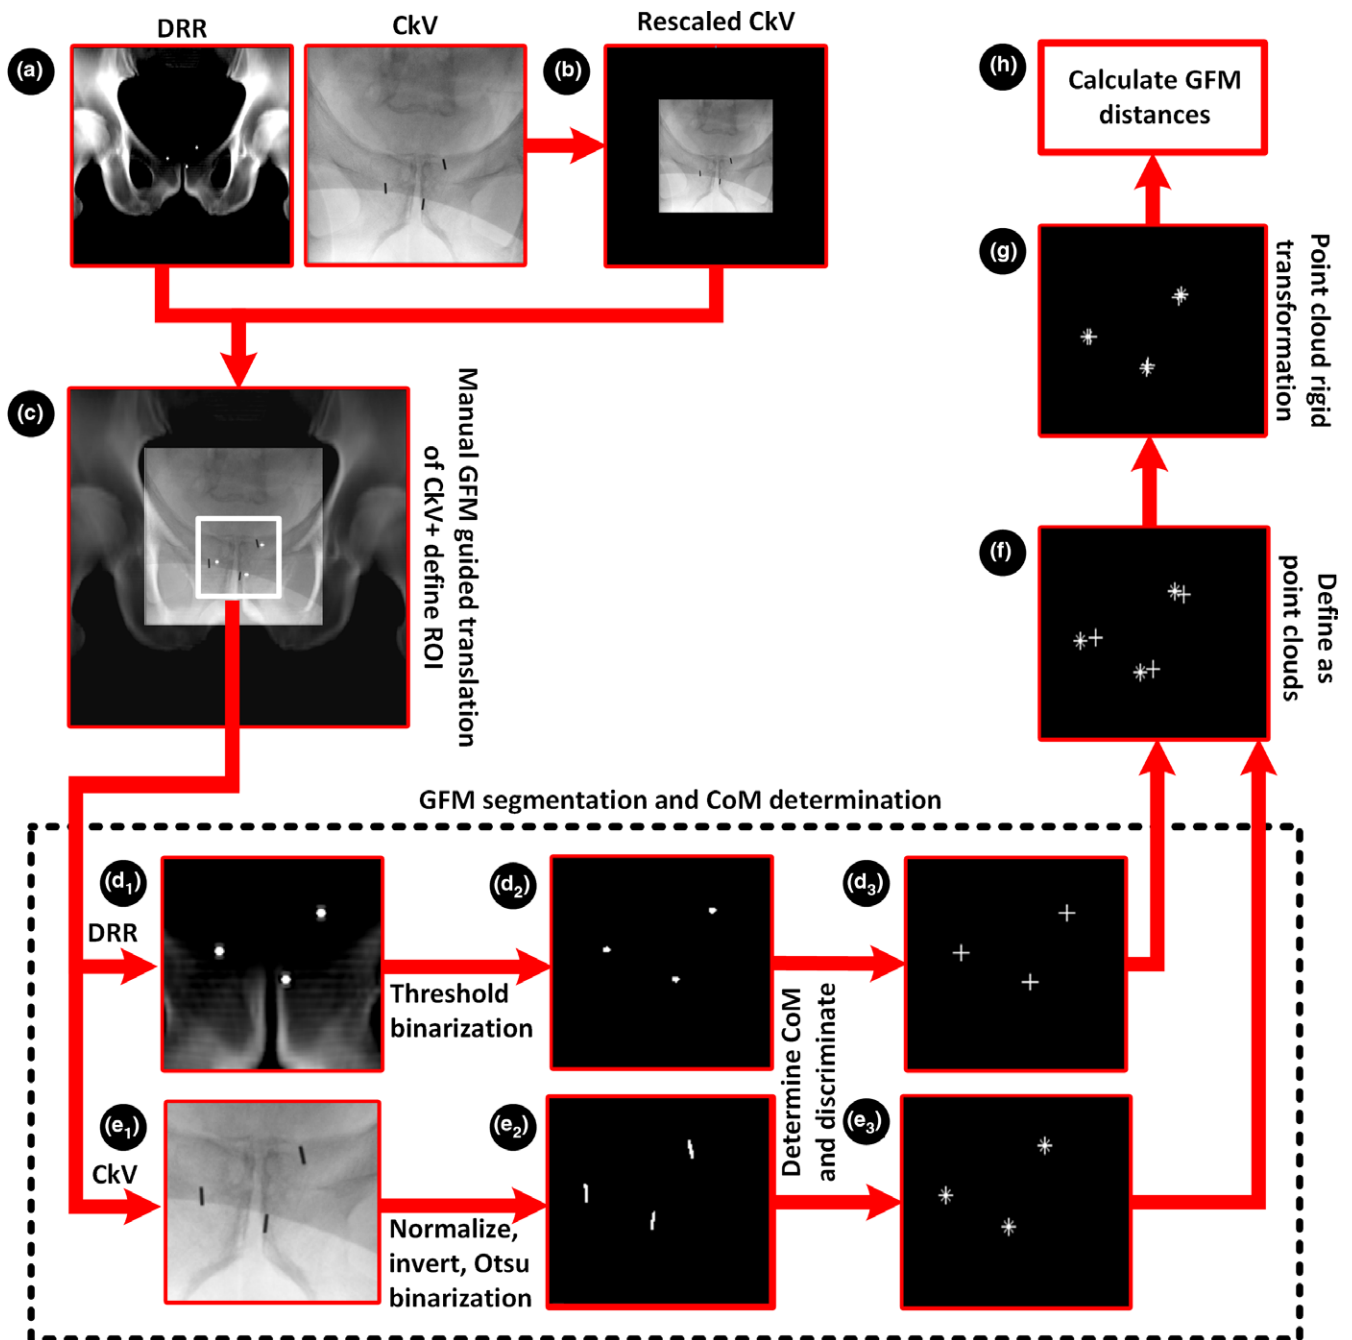 DRR
CkV
Rescaled CkV
(a)
(b)
(h)
Calculate GFM
distances
(g)
Point cloud rigid
transformation
(c)
Manual GFM guided translation
of CkV+ define ROI
(f)
Define as
point clouds
GFM segmentation and CoM determination
(d1)
DRR
Threshold
binarization
(d2)
Determine CoM
and discriminate
(d3)
(e1)
CkV
Normalize,
invert, Otsu
binarization
(e2)
(e3)